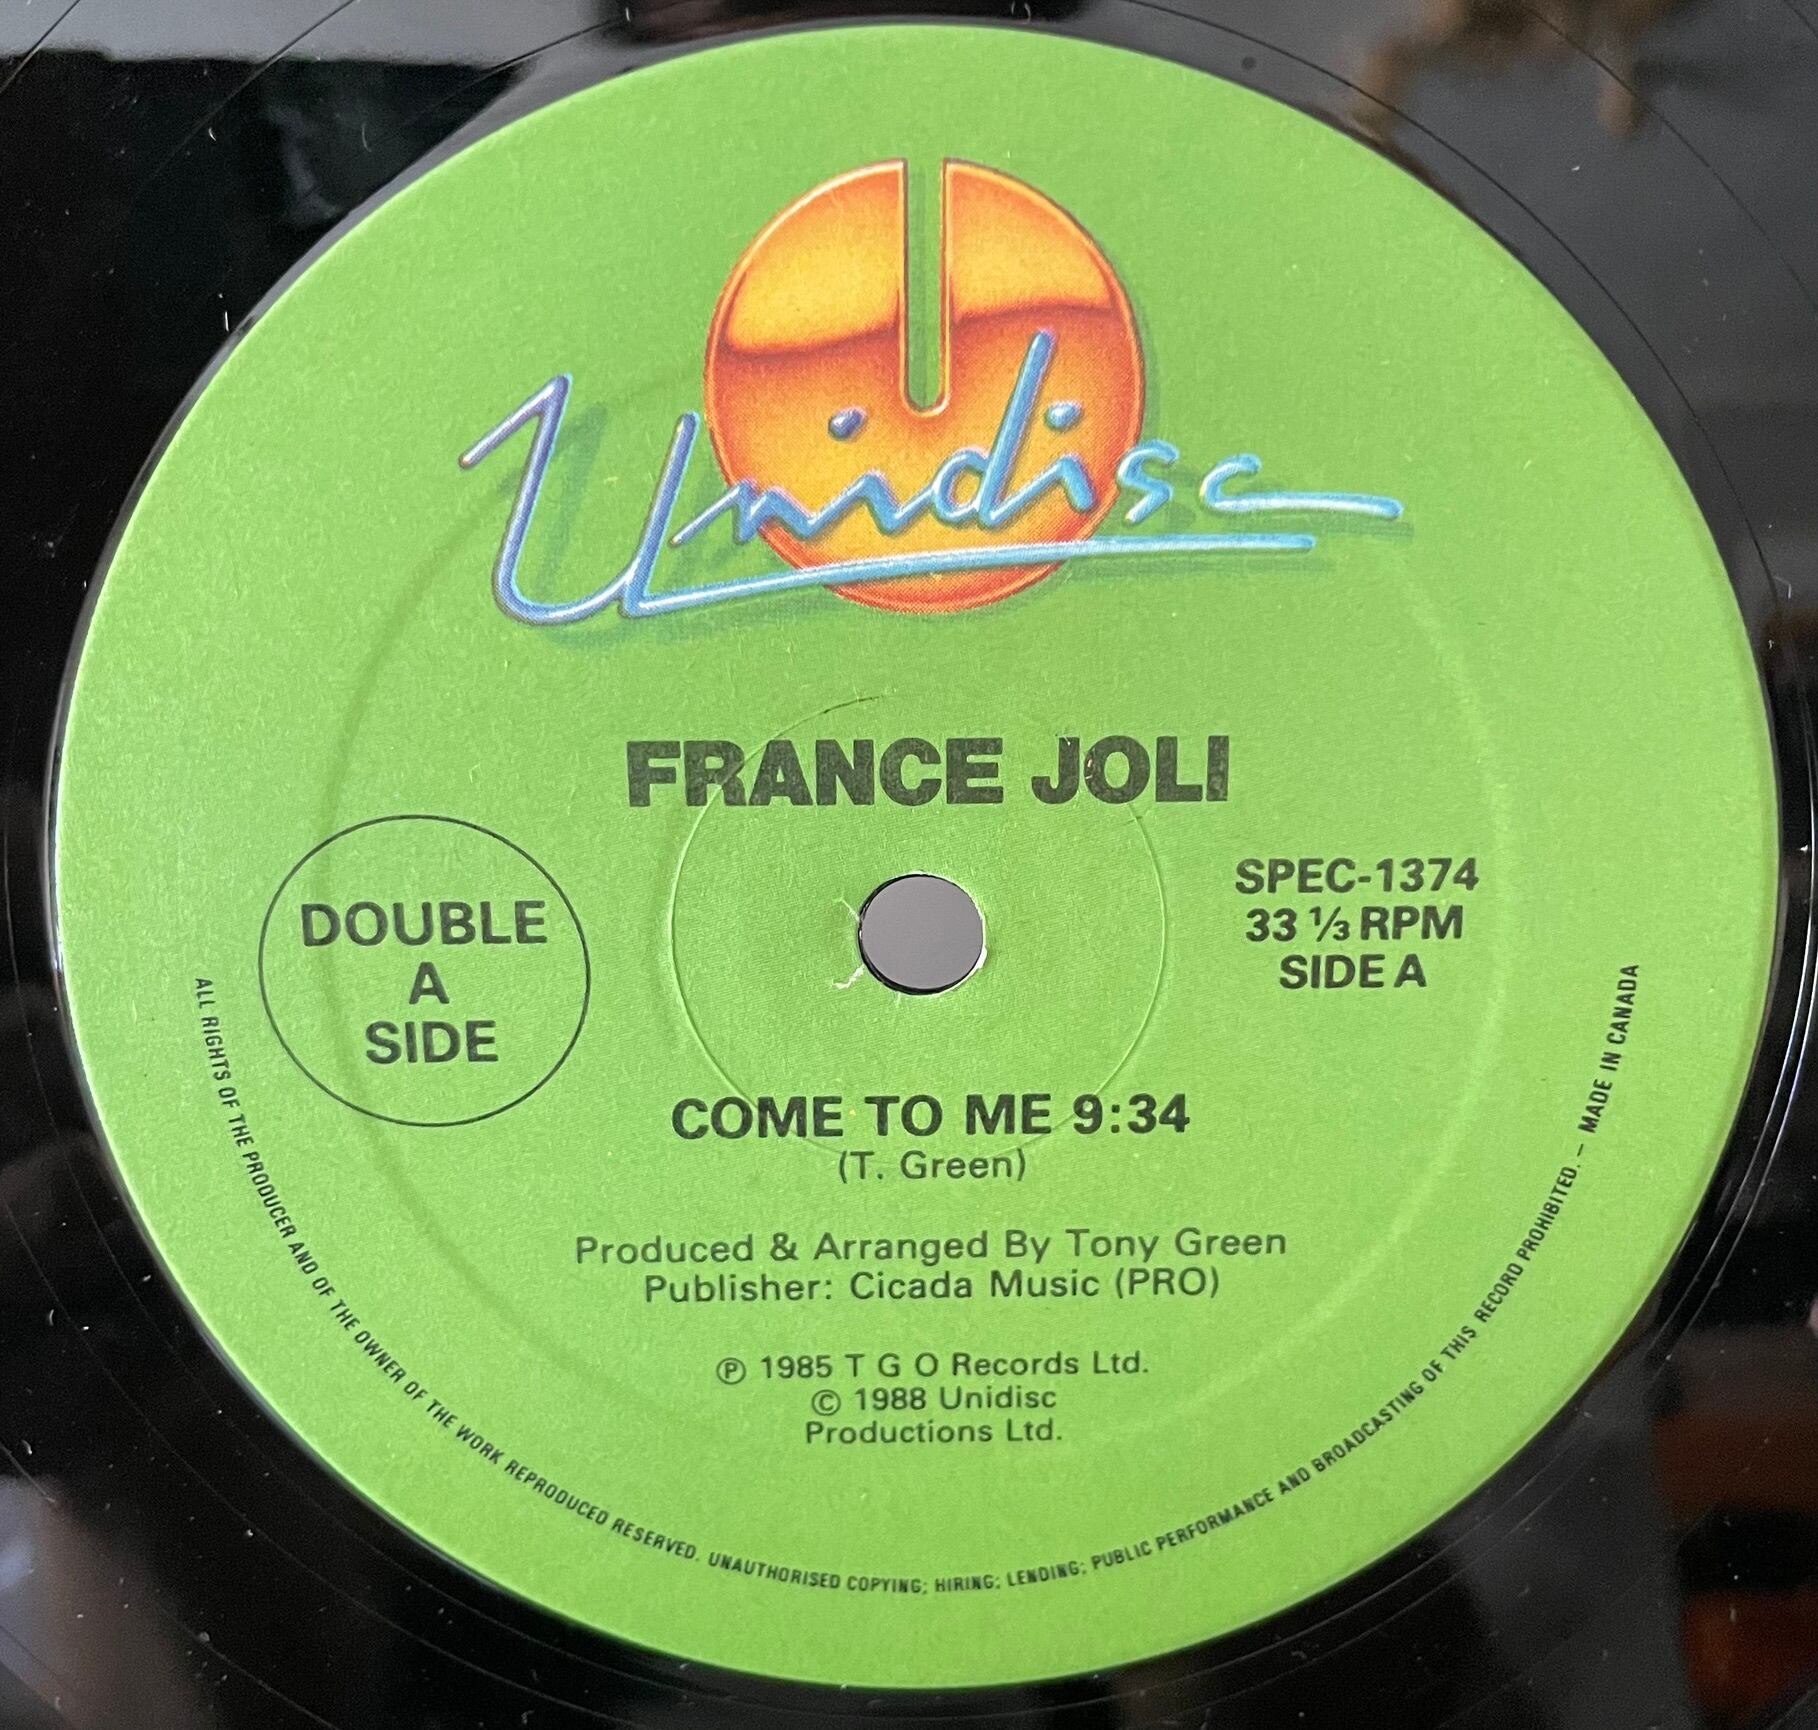 Unidisc
FRANCE JOLI
DOUBLE
A
SIDE
SPEC-1374
33 ⅓ RPM
SIDE A
COME TO ME 9:34
(T. Green)
Produced & Arranged By Tony Green
Publisher: Cicada Music (PRO)
℗ 1985 T G O Records Ltd.
© 1988 Unidisc
Productions Ltd.
ALL RIGHTS OF THE PRODUCER AND OF THE OWNER OF THE WORK REPRODUCED RESERVED. UNAUTHORISED COPYING; HIRING; LENDING; PUBLIC PERFORMANCE AND BROADCASTING OF THIS RECORD PROHIBITED. – MADE IN CANADA